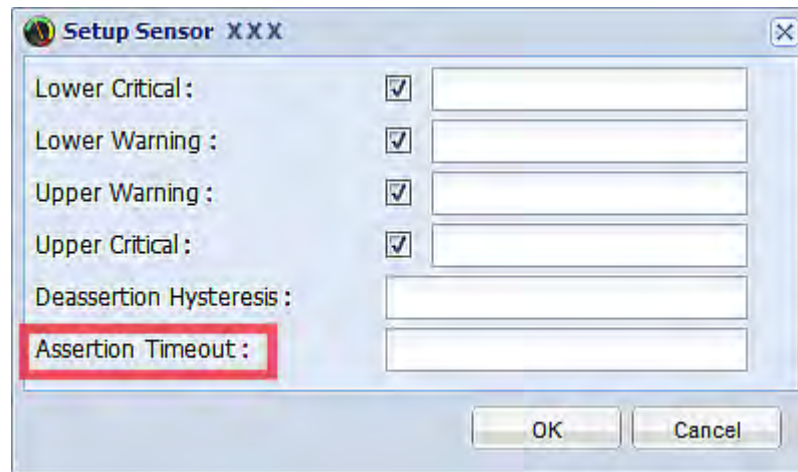 Setup Sensor XXX
Lower Critical :
Lower Warning :
Upper Warning :
Upper Critical :
Deassertion Hysteresis :
Assertion Timeout :
OK Cancel